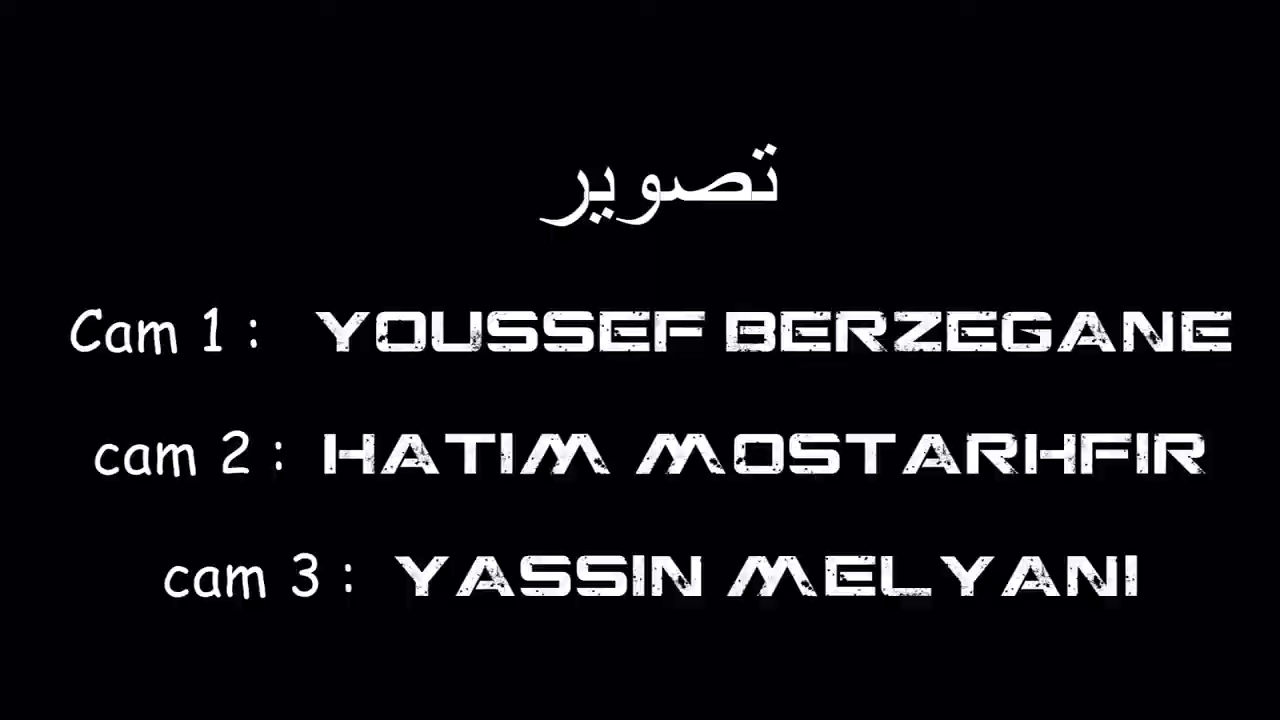 تصوير
Cam 1 : YOUSSEF BERZEGANE
cam 2 : HATIM MOSTARHFIR
cam 3 : YASSIN MELYANI